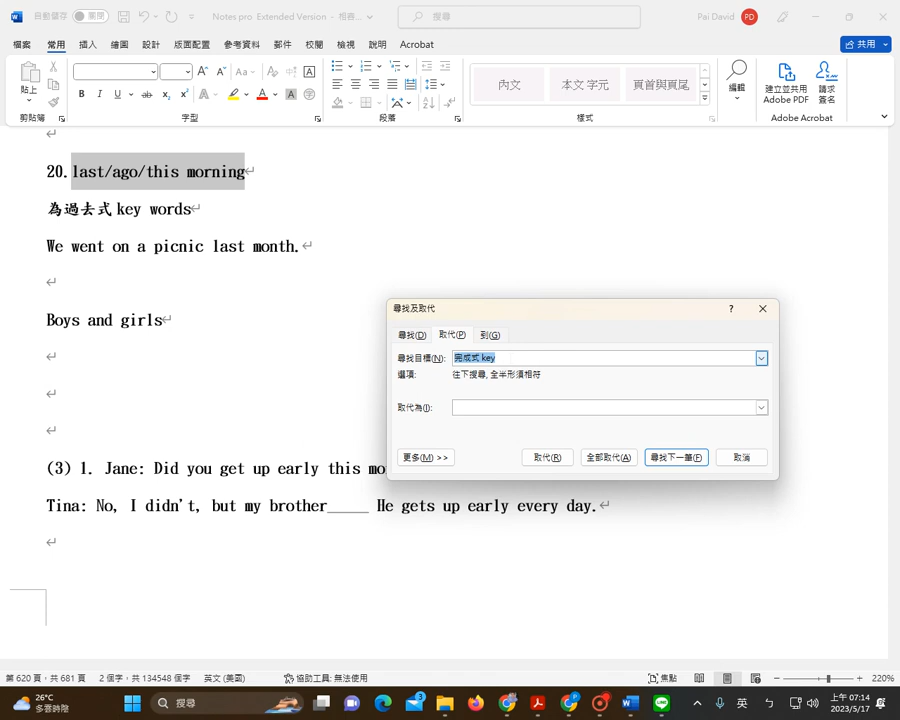 自動儲存 關閉 Notes pro Extended Version - 相容... 搜尋 Pai David PD
檔案 常用 插入 繪圖 設計 版面配置 參考資料 郵件 校閱 檢視 說明 Acrobat 共用
貼上 B I U ab x₂ x² A A 內文 本文 字元 頁首與頁尾 編輯 建立並共用 Adobe PDF 請求簽名
剪貼簿 字型 段落 樣式 Adobe Acrobat
20. last/ago/this morning
為過去式 key words
We went on a picnic last month.
Boys and girls
尋找及取代 ?
尋找(D) 取代(P) 到(G)
尋找目標(N): 完成式 key
選項: 往下搜尋, 全半形須相符
取代為(I):
更多(M) >> 取代(R) 全部取代(A) 尋找下一筆(F) 取消
(3) 1. Jane: Did you get up early this mo
Tina: No, I didn't, but my brother_____ He gets up early every day.
第 620 頁，共 681 頁 2 個字，共 134548 個字 英文 (美國) 協助工具: 無法使用 焦點 220%
26°C
多雲時陰 搜尋 英 上午 07:14
2023/5/17